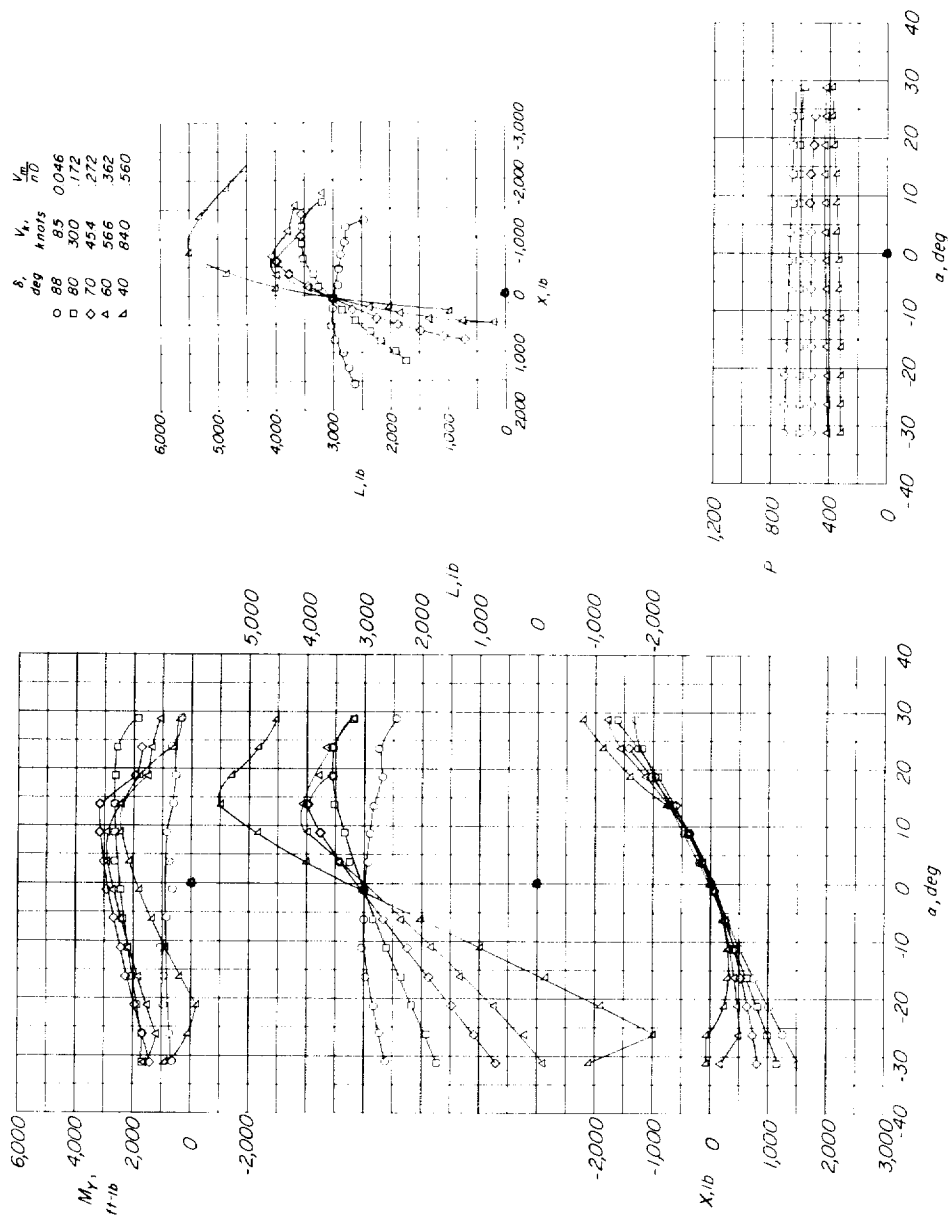 δ, deg V_k, knots V_m/nD
○ 88 85 0.046
□ 80 300 .172
◇ 70 454 .272
△ 60 566 .362
▷ 40 840 .560
6,000
4,000
2,000
0
-2,000
M_Y, ft-lb
5,000
4,000
3,000
2,000
1,000
0
L, lb
-1,000
-2,000
-2,000
-1,000
0
1,000
2,000
3,000
X, lb
-40 -30 -20 -10 0 10 20 30 40
α, deg
6,000
5,000
4,000
3,000
2,000
1,000
0
L, lb
2,000 1,000 0 -1,000 -2,000 -3,000
X, lb
1,200
800
400
0
P
-40 -30 -20 -10 0 10 20 30 40
α, deg